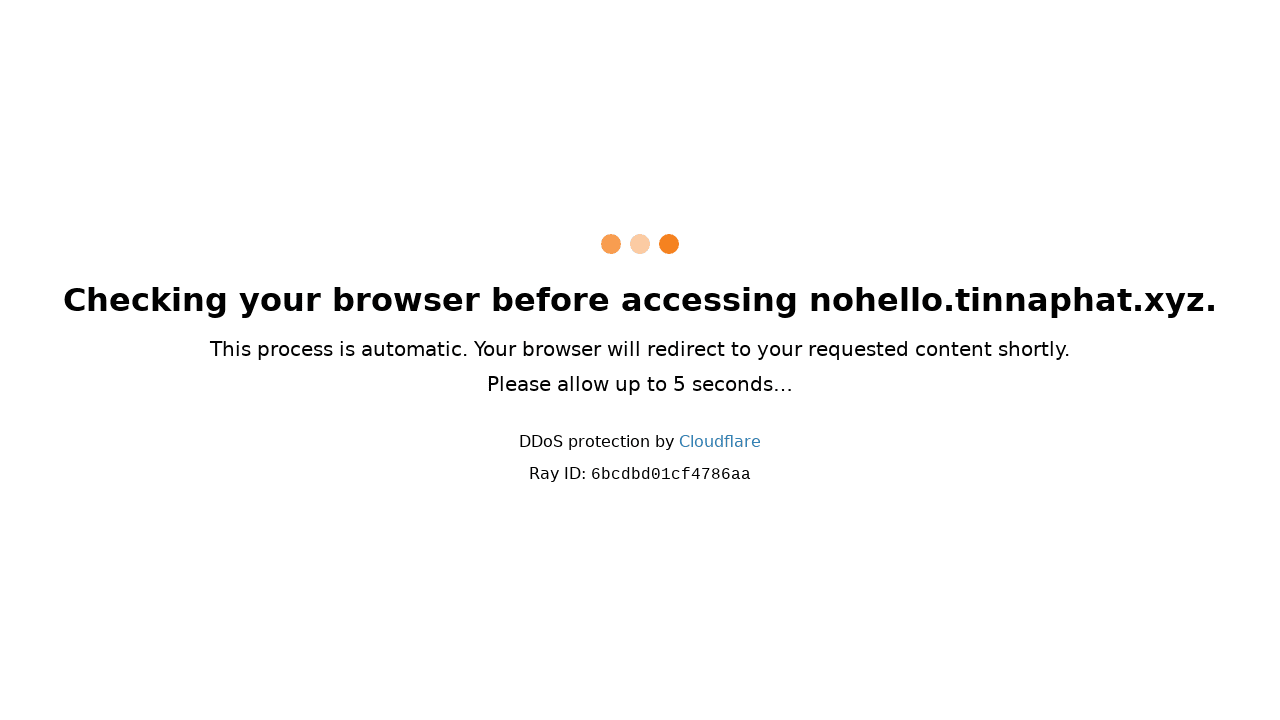 Checking your browser before accessing nohello.tinnaphat.xyz.
This process is automatic. Your browser will redirect to your requested content shortly.
Please allow up to 5 seconds…
DDoS protection by Cloudflare
Ray ID: 6bcdbd01cf4786aa